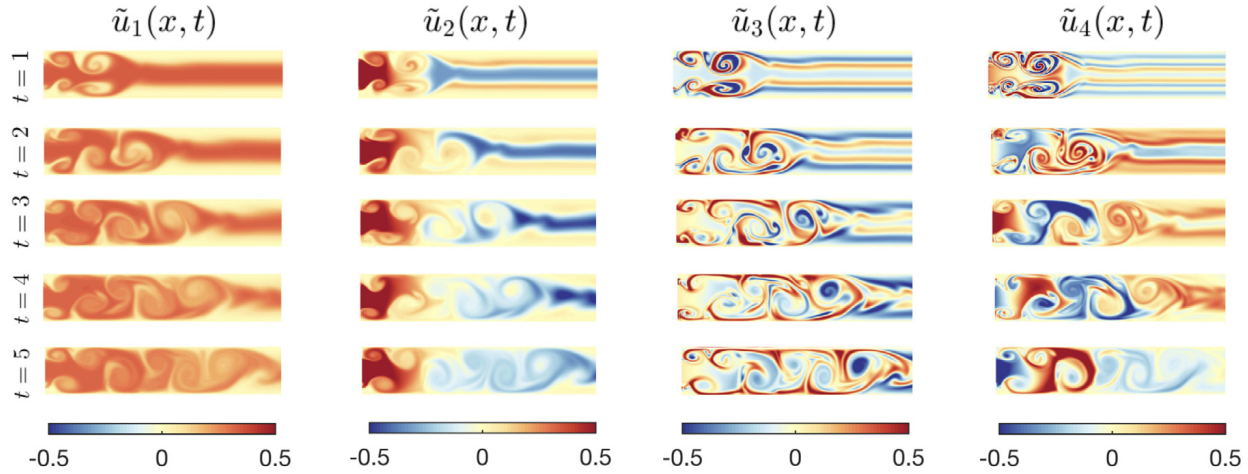 ũ₁(x, t) ũ₂(x, t) ũ₃(x, t) ũ₄(x, t)
t = 1
t = 2
t = 3
t = 4
t = 5
-0.5 0 0.5 -0.5 0 0.5 -0.5 0 0.5 -0.5 0 0.5